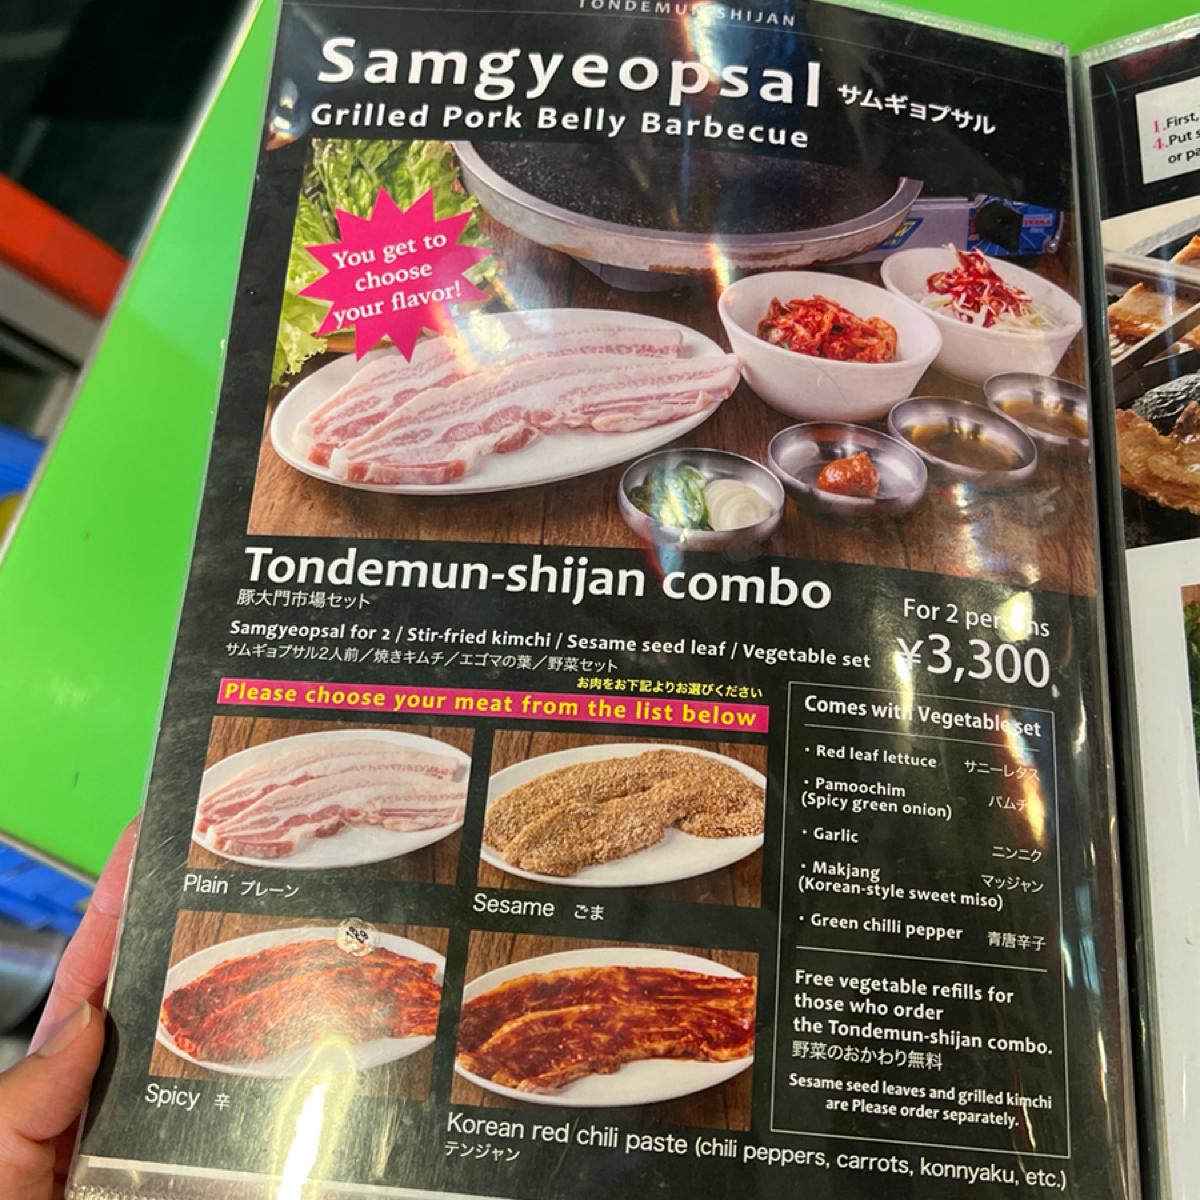 TONDEMUN-SHIJAN
Samgyeopsal サムギョプサル
Grilled Pork Belly Barbecue
You get to
choose
your flavor!
Tondemun-shijan combo
豚大門市場セット
For 2 persons
¥3,300
Samgyeopsal for 2 / Stir-fried kimchi / Sesame seed leaf / Vegetable set
サムギョプサル2人前／焼きキムチ／エゴマの葉／野菜セット
お肉をお下記よりお選びください
Please choose your meat from the list below
Plain プレーン
Sesame ごま
Spicy 辛
Korean red chili paste (chili peppers, carrots, konnyaku, etc.)
テンジャン
Comes with Vegetable set
・Red leaf lettuce サニーレタス
・Pamoochim
(Spicy green onion) パムチ
・Garlic ニンニク
・Makjang マッジャン
(Korean-style sweet miso)
・Green chilli pepper 青唐辛子
Free vegetable refills for
those who order
the Tondemun-shijan combo.
野菜のおかわり無料
Sesame seed leaves and grilled kimchi
are Please order separately.
1.First,
4.Put s
or pa